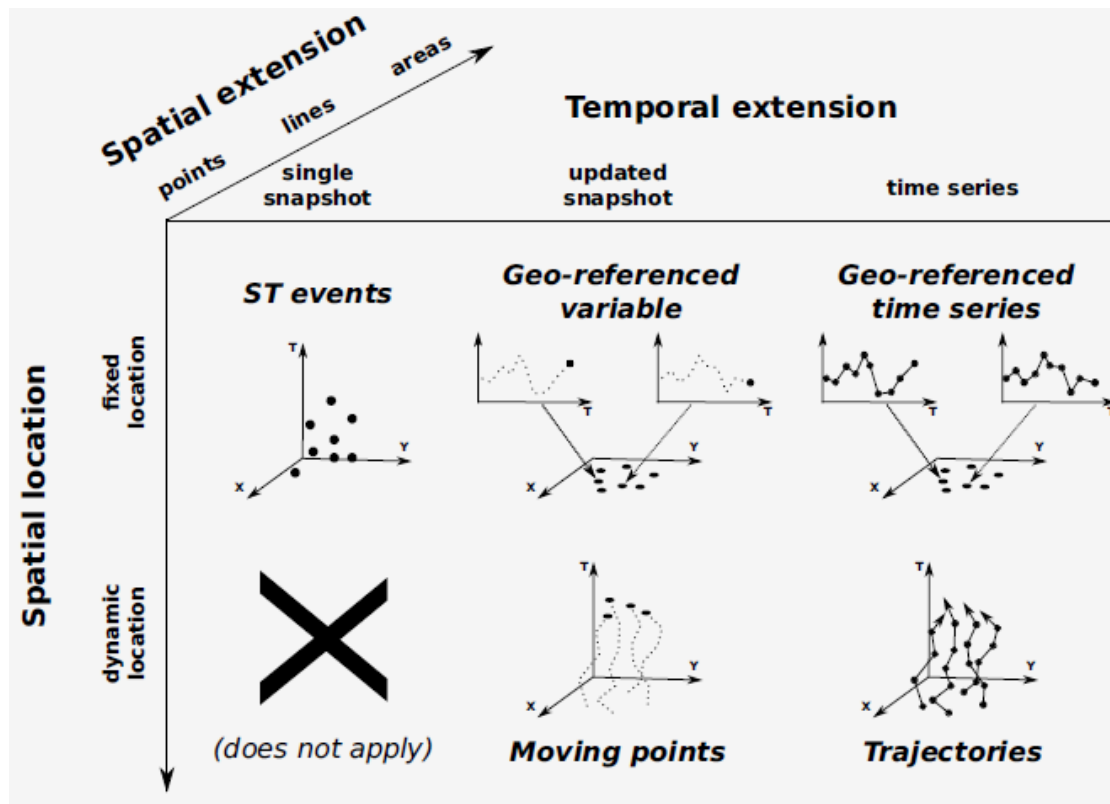 Spatial extension
points
lines
areas
Temporal extension
single
snapshot
updated
snapshot
time series
Spatial location
fixed
location
ST events
T
Y
X
Geo-referenced
variable
T
T
Y
X
Geo-referenced
time series
T
T
Y
X
dynamic
location
(does not apply)
T
Y
X
Moving points
T
Y
X
Trajectories